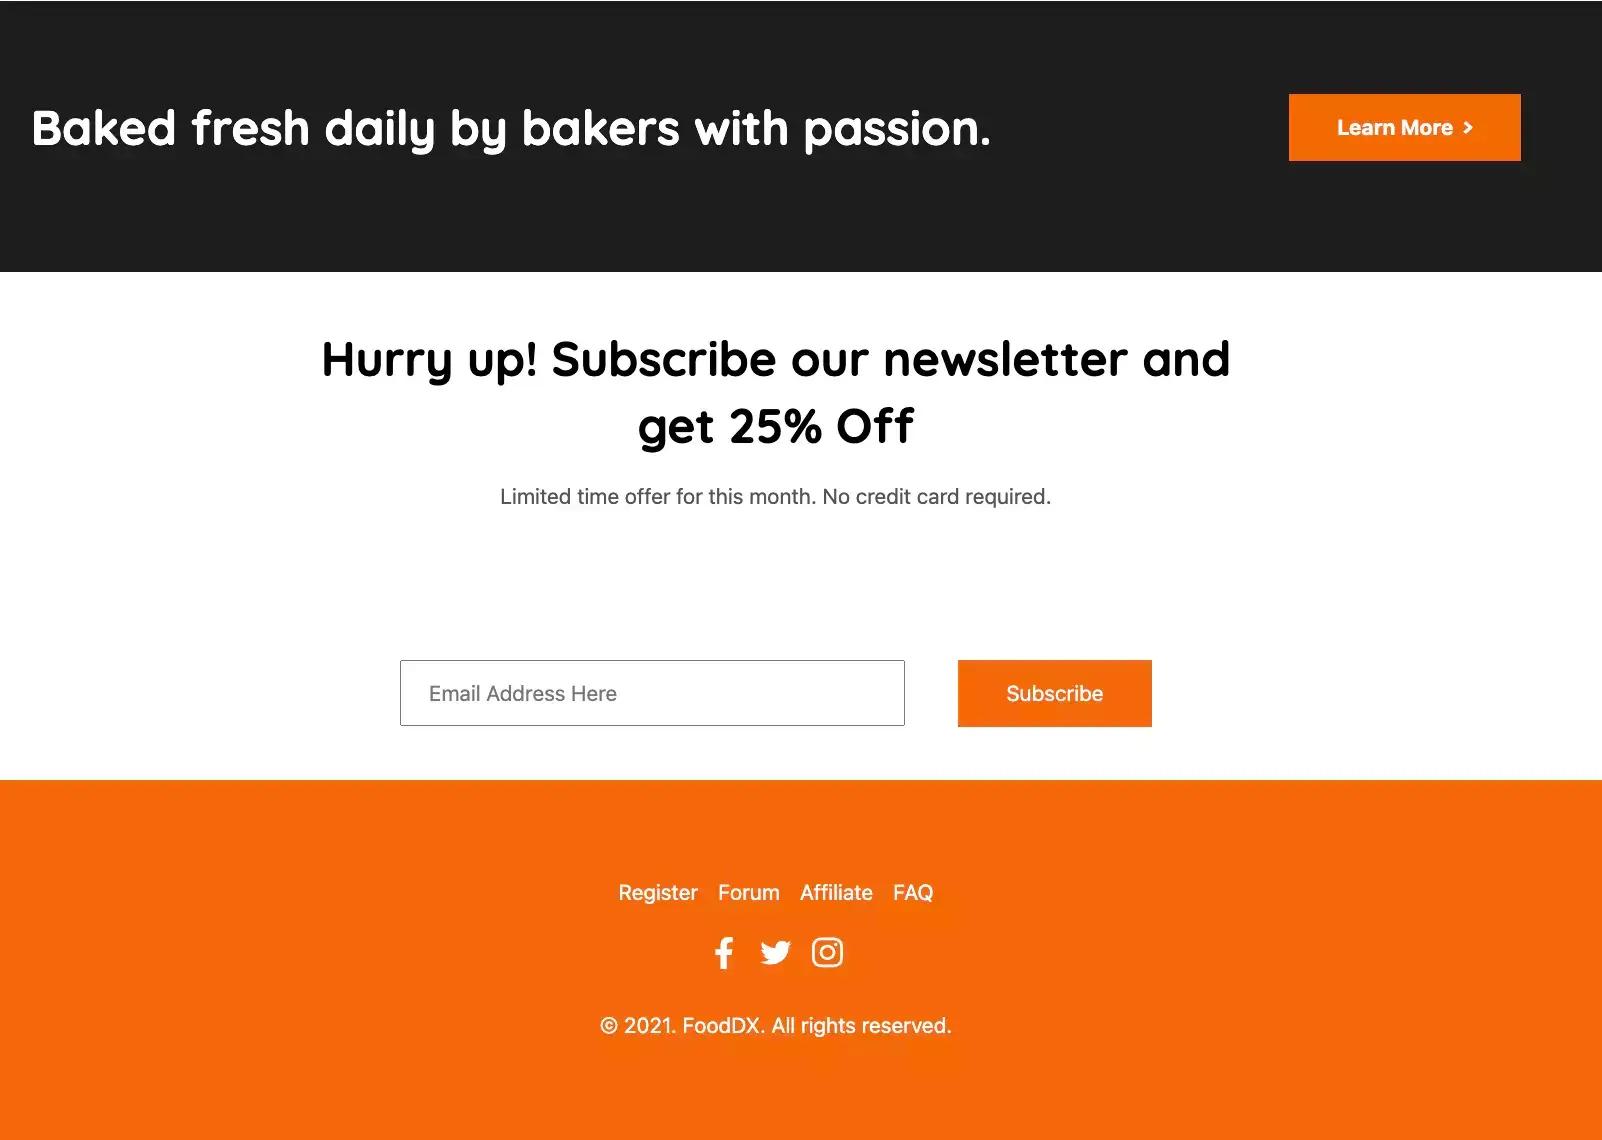 Baked fresh daily by bakers with passion.
Learn More >
Hurry up! Subscribe our newsletter and
get 25% Off
Limited time offer for this month. No credit card required.
Email Address Here
Subscribe
Register Forum Affiliate FAQ
© 2021. FoodDX. All rights reserved.